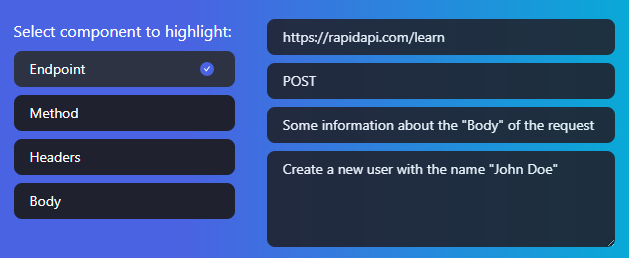 Select component to highlight:
Endpoint
Method
Headers
Body
https://rapidapi.com/learn
POST
Some information about the "Body" of the request
Create a new user with the name "John Doe"